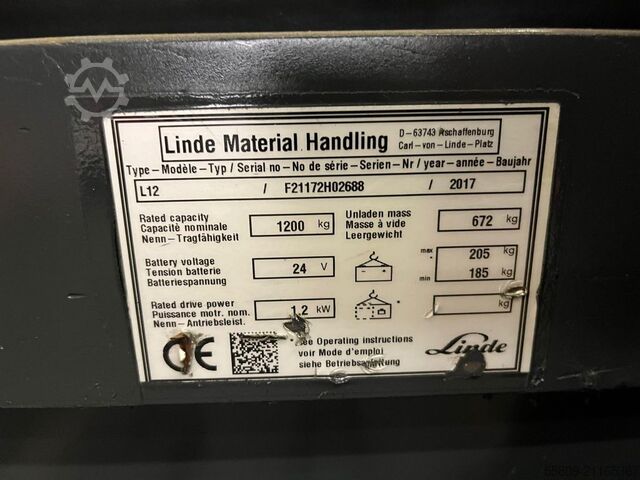 Linde Material Handling
D-63743 Aschaffenburg
Carl-von-Linde-Platz
Type-Modèle-Typ / Serial no-No de série-Serien-Nr / year-année-Baujahr
L12 / F21172H02688 / 2017
Rated capacity
Capacité nominale
Nenn-Tragfähigkeit
1200 kg
Unladen mass
Masse à vide
Leergewicht
672 kg
Battery voltage
Tension batterie
Batteriespannung
24 V
max 205 kg
min 185 kg
Rated drive power
Puissance motr. nom.
Nenn-Antriebsleist.
1.2 kW
kg
CE
see Operating instructions
voir Mode d'emploi
siehe Betriebsanleitung
Linde